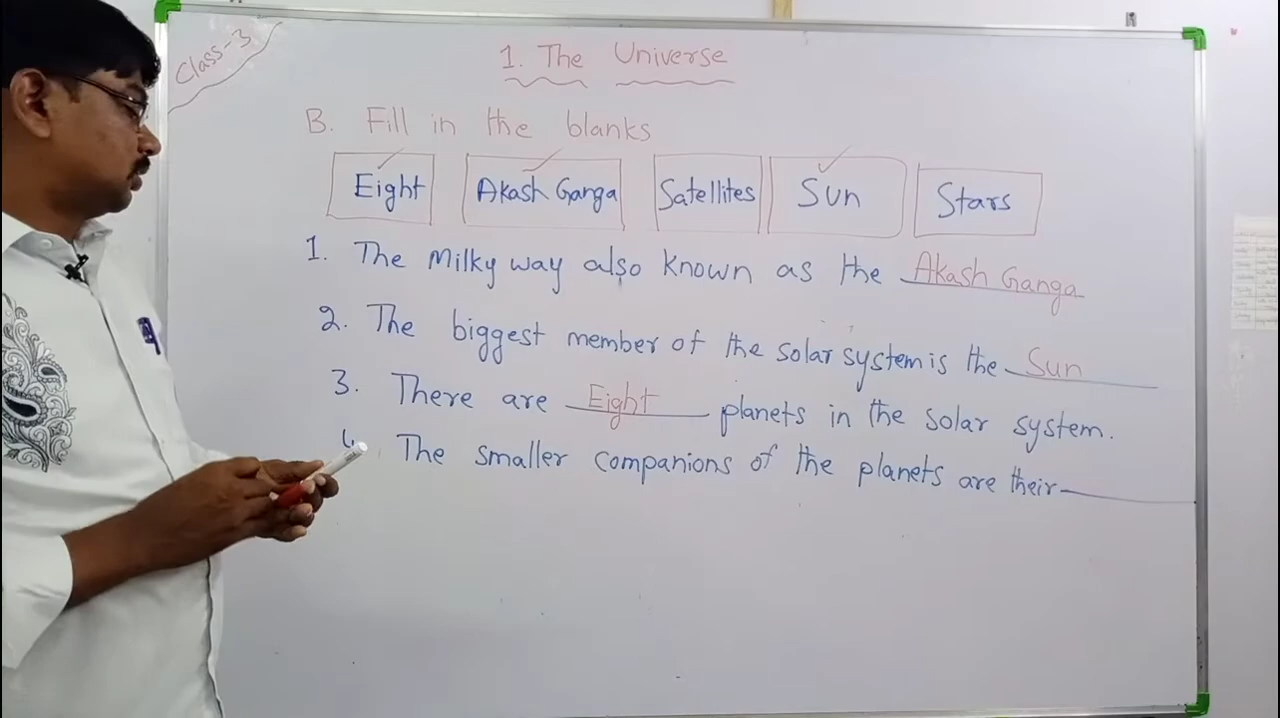 Class-3
1. The Universe
B. Fill in the blanks
Eight Akash Ganga Satellites Sun Stars
1. The Milky way also known as the Akash Ganga
2. The biggest member of the solar system is the Sun
3. There are Eight planets in the solar system.
4. The smaller companions of the planets are their